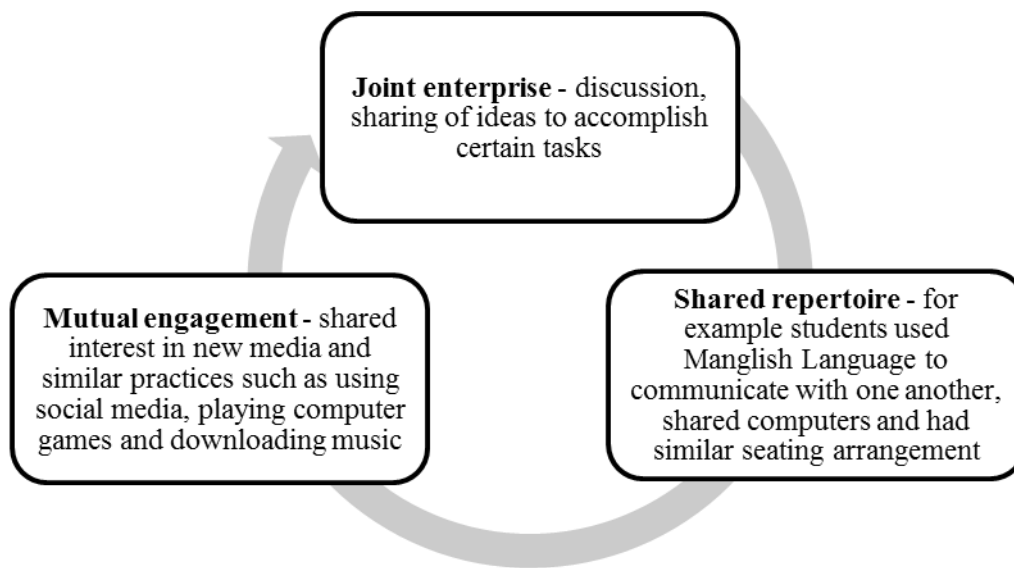 Joint enterprise - discussion,
sharing of ideas to accomplish
certain tasks
Mutual engagement - shared
interest in new media and
similar practices such as using
social media, playing computer
games and downloading music
Shared repertoire - for
example students used
Manglish Language to
communicate with one another,
shared computers and had
similar seating arrangement